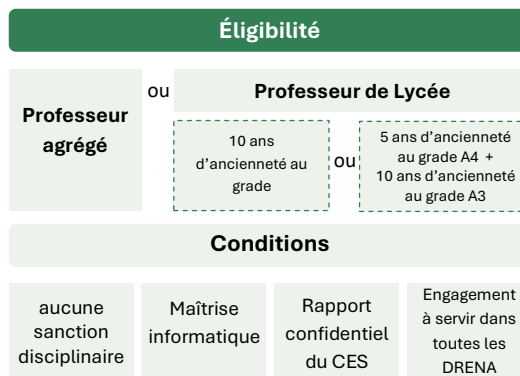 Éligibilité
Professeur
agrégé
ou
Professeur de Lycée
10 ans
d'ancienneté au
grade
ou
5 ans d'ancienneté
au grade A4 +
10 ans d'ancienneté
au grade A3
Conditions
aucune
sanction
disciplinaire
Maîtrise
informatique
Rapport
confidentiel
du CES
Engagement
à servir dans
toutes les
DRENA